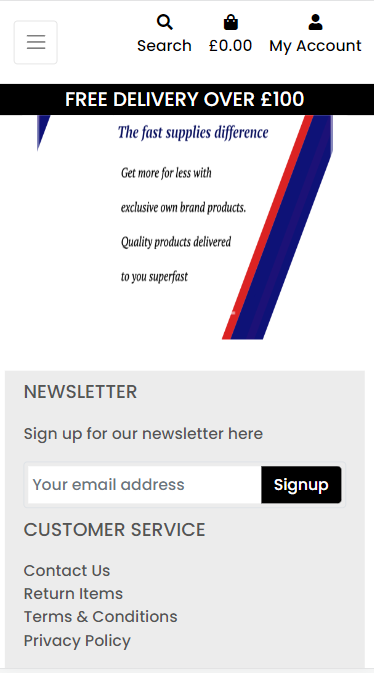 Search £0.00 My Account
FREE DELIVERY OVER £100
The fast supplies difference
Get more for less with
exclusive own brand products.
Quality products delivered
to you superfast
NEWSLETTER
Sign up for our newsletter here
Your email address Signup
CUSTOMER SERVICE
Contact Us
Return Items
Terms & Conditions
Privacy Policy